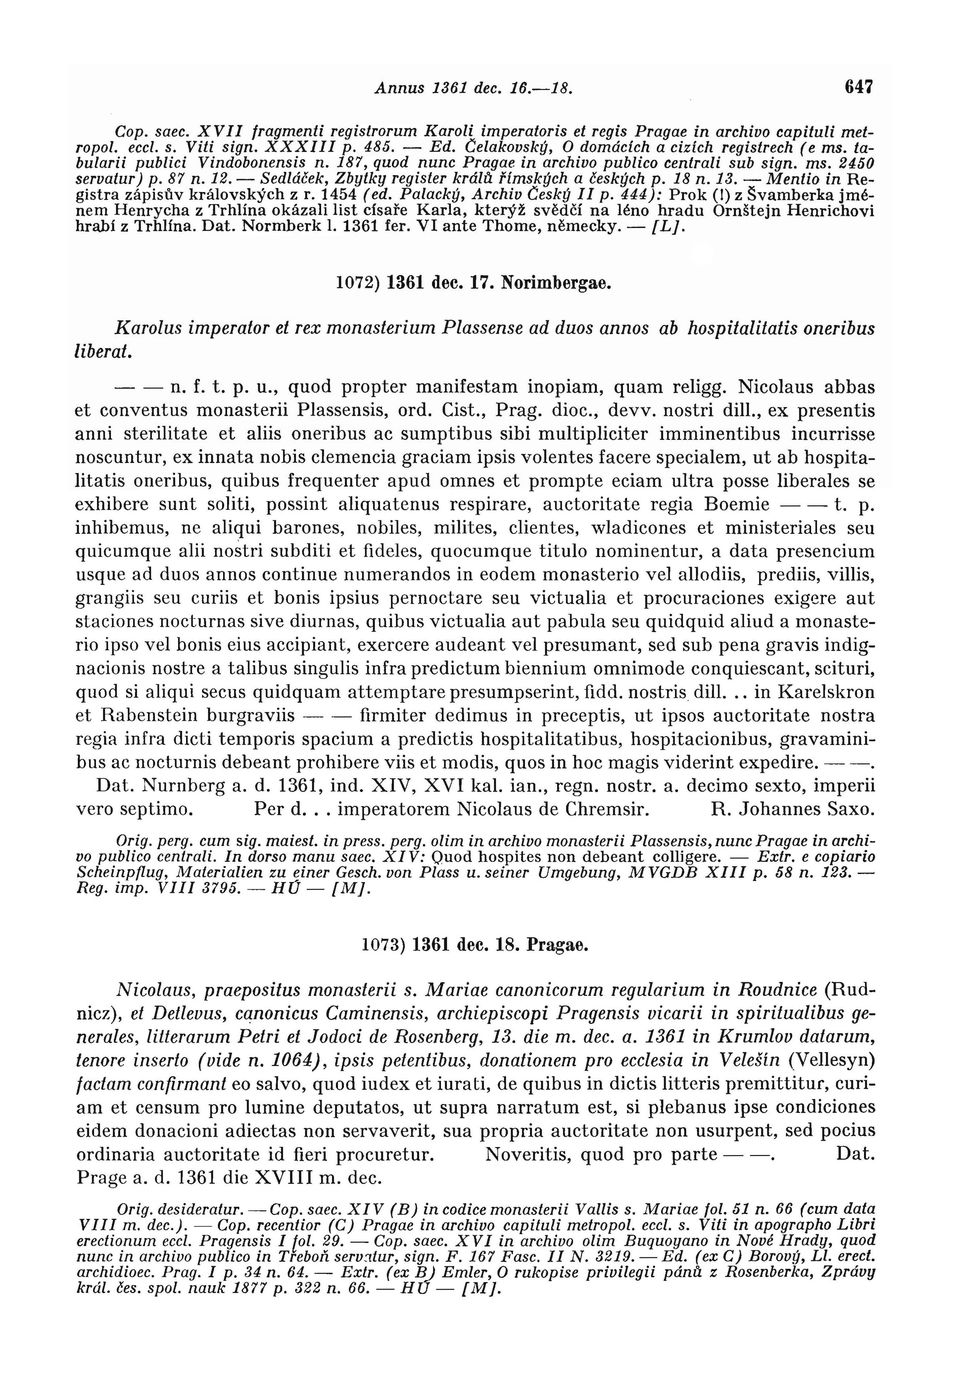 Annus 1361 dec. 16.—18. 647
Cop. saec. XVII fragmenti registrorum Karoli imperatoris et regis Pragae in archivo capituli met-
ropol. eccl. s. Viti sign. XXXIII p. 485. — Ed. Čelakovský, O domácích a cizích registrech (e ms. ta-
bularii publici Vindobonensis n. 187, quod nunc Pragae in archivo publico centrali sub sign. ms. 2450
servatur) p. 87 n. 12. — Sedláček, Zbytky register králů římských a českých p. 18 n. 13. — Mentio in Re-
gistra zápisův královských z r. 1454 (ed. Palacký, Archiv Český II p. 444): Prok (!) z Švamberka jmé-
nem Henrycha z Trhlína okázali list císaře Karla, kterýž svědčí na léno hradu Ornštejn Henrichovi
hrabí z Trhlína. Dat. Normberk l. 1361 fer. VI ante Thome, německy. — [L].
1072) 1361 dec. 17. Norimbergae.
Karolus imperator et rex monasterium Plassense ad duos annos ab hospitalitatis oneribus
liberat.
— — n. f. t. p. u., quod propter manifestam inopiam, quam religg. Nicolaus abbas
et conventus monasterii Plassensis, ord. Cist., Prag. dioc., devv. nostri dill., ex presentis
anni sterilitate et aliis oneribus ac sumptibus sibi multipliciter imminentibus incurrisse
noscuntur, ex innata nobis clemencia graciam ipsis volentes facere specialem, ut ab hospita-
litatis oneribus, quibus frequenter apud omnes et prompte eciam ultra posse liberales se
exhibere sunt soliti, possint aliquatenus respirare, auctoritate regia Boemie — — t. p.
inhibemus, ne aliqui barones, nobiles, milites, clientes, wladicones et ministeriales seu
quicumque alii nostri subditi et fideles, quocumque titulo nominentur, a data presencium
usque ad duos annos continue numerandos in eodem monasterio vel allodiis, prediis, villis,
grangiis seu curiis et bonis ipsius pernoctare seu victualia et procuraciones exigere aut
staciones nocturnas sive diurnas, quibus victualia aut pabula seu quidquid aliud a monaste-
rio ipso vel bonis eius accipiant, exercere audeant vel presumant, sed sub pena gravis indig-
nacionis nostre a talibus singulis infra predictum biennium omnimode conquiescant, scituri,
quod si aliqui secus quidquam attemptare presumpserint, fidd. nostris dill. . . in Karelskron
et Rabenstein burgraviis — — firmiter dedimus in preceptis, ut ipsos auctoritate nostra
regia infra dicti temporis spacium a predictis hospitalitatibus, hospitacionibus, gravamini-
bus ac nocturnis debeant prohibere viis et modis, quos in hoc magis viderint expedire. — —.
Dat. Nurnberg a. d. 1361, ind. XIV, XVI kal. ian., regn. nostr. a. decimo sexto, imperii
vero septimo. Per d. . . imperatorem Nicolaus de Chremsir. R. Johannes Saxo.
Orig. perg. cum sig. maiest. in press. perg. olim in archivo monasterii Plassensis, nunc Pragae in archi-
vo publico centrali. In dorso manu saec. XIV: Quod hospites non debeant colligere. — Extr. e copiario
Scheinpflug, Materialien zu einer Gesch. von Plass u. seiner Umgebung, MVGDB XIII p. 58 n. 123. —
Reg. imp. VIII 3795. — HÚ — [M].
1073) 1361 dec. 18. Pragae.
Nicolaus, praepositus monasterii s. Mariae canonicorum regularium in Roudnice (Rud-
nicz), et Detlevus, canonicus Caminensis, archiepiscopi Pragensis vicarii in spiritualibus ge-
nerales, litterarum Petri et Jodoci de Rosenberg, 13. die m. dec. a. 1361 in Krumlov datarum,
tenore inserto (vide n. 1064), ipsis petentibus, donationem pro ecclesia in Velešín (Vellesyn)
factam confirmant eo salvo, quod iudex et iurati, de quibus in dictis litteris premittitur, curi-
am et censum pro lumine deputatos, ut supra narratum est, si plebanus ipse condiciones
eidem donacioni adiectas non servaverit, sua propria auctoritate non usurpent, sed pocius
ordinaria auctoritate id fieri procuretur. Noveritis, quod pro parte — —. Dat.
Prage a. d. 1361 die XVIII m. dec.
Orig. desideratur. — Cop. saec. XIV (B) in codice monasterii Vallis s. Mariae fol. 51 n. 66 (cum data
VIII m. dec.). — Cop. recentior (C) Pragae in archivo capituli metropol. eccl. s. Viti in apographo Libri
erectionum eccl. Pragensis I fol. 29. — Cop. saec. XVI in archivo olim Buquoyano in Nové Hrady, quod
nunc in archivo publico in Třeboň servatur, sign. F. 167 Fasc. II N. 3219. — Ed. (ex C) Borový, Ll. erect.
archidioec. Prag. I p. 34 n. 64. — Extr. (ex B) Emler, O rukopise privilegii pánů z Rosenberka, Zprávy
král. čes. spol. nauk 1877 p. 322 n. 66. — HÚ — [M].